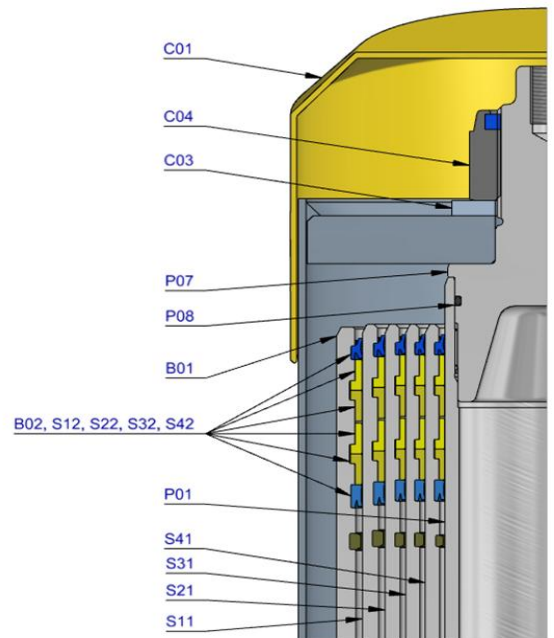 C01
C04
C03
P07
P08
B01
B02, S12, S22, S32, S42
P01
S41
S31
S21
S11